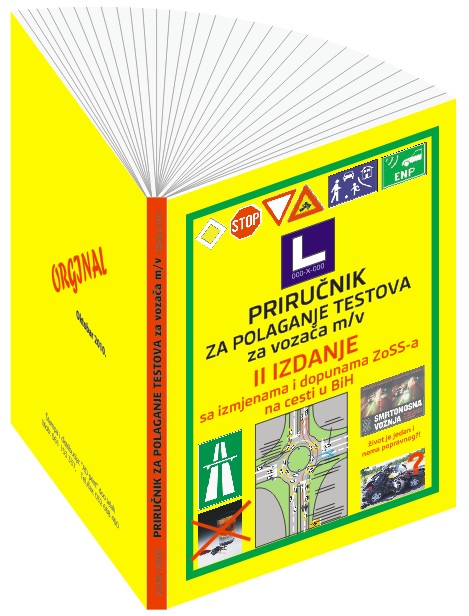 ORGINAL
Oktobar 2010.
PRIRUČNIK ZA POLAGANJE TESTOVA za vozača m/v
STOP
ENP
L
000-X-000
PRIRUČNIK
ZA POLAGANJE TESTOVA
za vozača m/v
II IZDANJE
sa izmjenama i dopunama ZoSS-a
na cesti u BiH
SMRTONOSNA
VOŽNJA
život je jedan i
nema popravnog?!
?